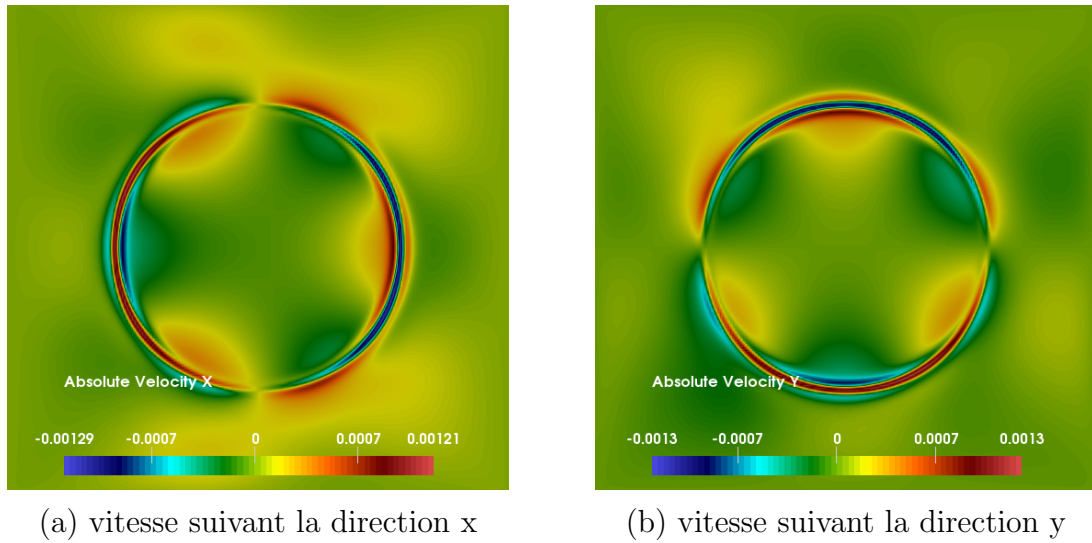 Absolute Velocity X
-0.00129 -0.0007 0 0.0007 0.00121
(a) vitesse suivant la direction x
Absolute Velocity Y
-0.0013 -0.0007 0 0.0007 0.0013
(b) vitesse suivant la direction y